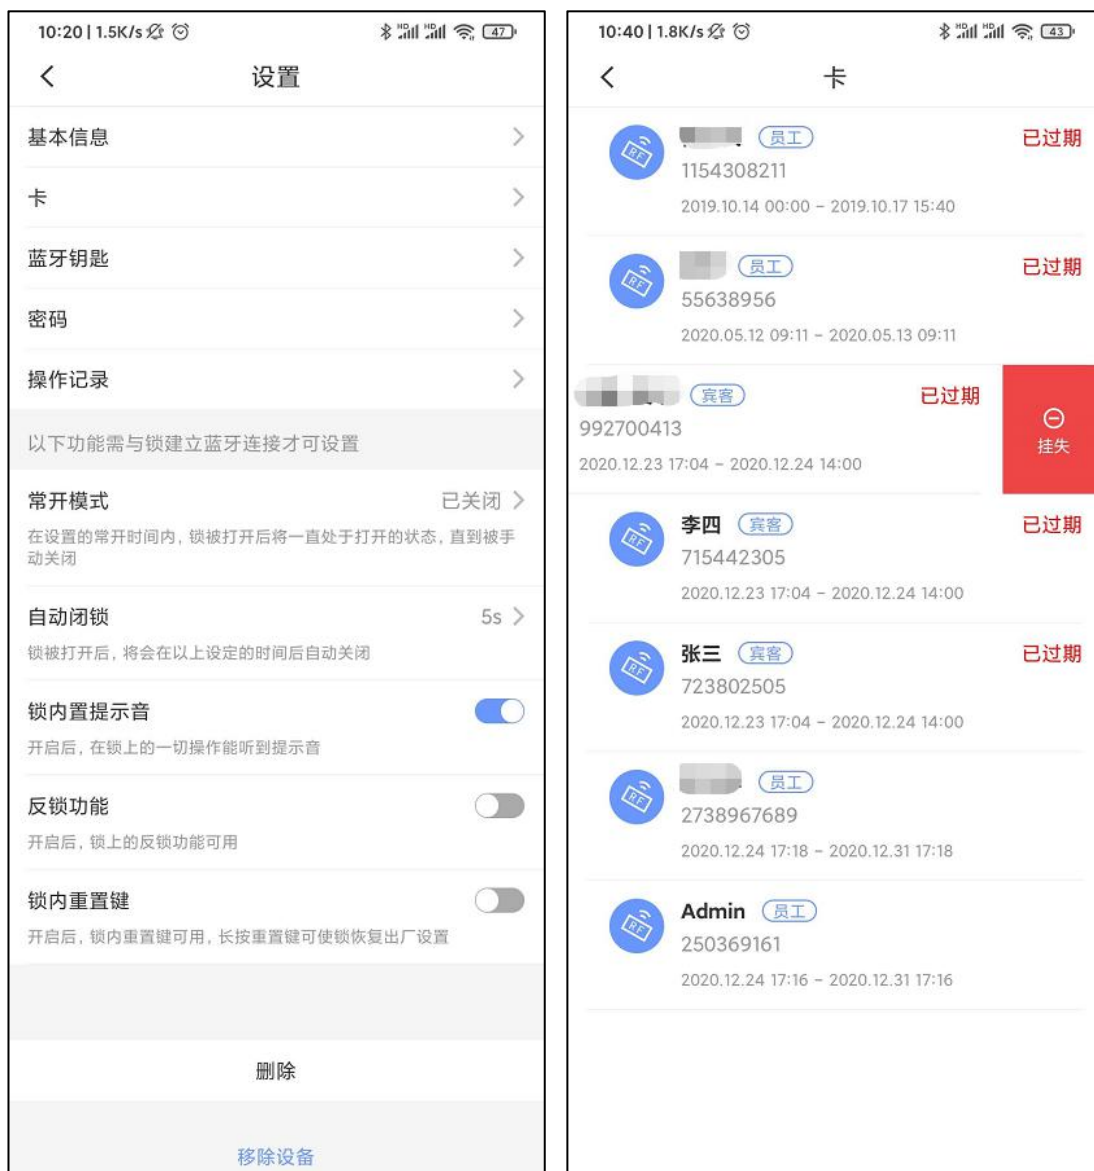 10:20 | 1.5K/s
47
设置
基本信息
卡
蓝牙钥匙
密码
操作记录
以下功能需与锁建立蓝牙连接才可设置
常开模式 已关闭
在设置的常开时间内，锁被打开后将一直处于打开的状态，直到被手
动关闭
自动闭锁 5s
锁被打开后，将会在以上设定的时间后自动关闭
锁内置提示音
开启后，在锁上的一切操作能听到提示音
反锁功能
开启后，锁上的反锁功能可用
锁内重置键
开启后，锁内重置键可用，长按重置键可使锁恢复出厂设置
删除
移除设备
10:40 | 1.8K/s
43
卡
员工 已过期
RF
1154308211
2019.10.14 00:00 - 2019.10.17 15:40
员工 已过期
RF
55638956
2020.05.12 09:11 - 2020.05.13 09:11
宾客 已过期
992700413
挂失
2020.12.23 17:04 - 2020.12.24 14:00
李四 宾客 已过期
RF
715442305
2020.12.23 17:04 - 2020.12.24 14:00
张三 宾客 已过期
RF
723802505
2020.12.23 17:04 - 2020.12.24 14:00
员工
RF
2738967689
2020.12.24 17:18 - 2020.12.31 17:18
Admin 员工
RF
250369161
2020.12.24 17:16 - 2020.12.31 17:16